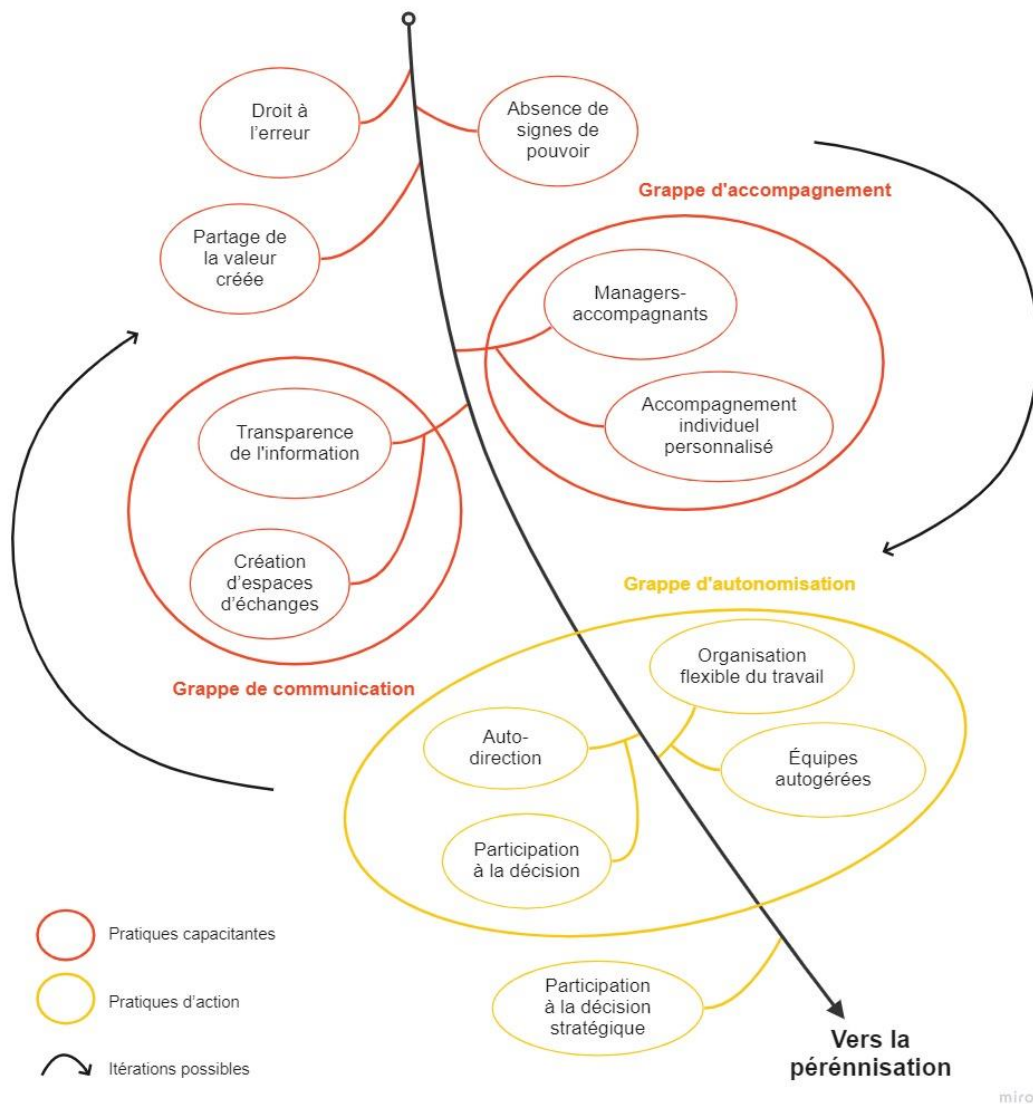 Droit à
l'erreur
Absence de
signes de
pouvoir
Grappe d'accompagnement
Partage de
la valeur
créée
Managers-
accompagnants
Accompagnement
individuel
personnalisé
Transparence
de l'information
Création
d'espaces
d'échanges
Grappe de communication
Grappe d'autonomisation
Organisation
flexible du travail
Auto-
direction
Équipes
autogérées
Participation
à la décision
Participation
à la décision
stratégique
Vers la
pérénnisation
Pratiques capacitantes
Pratiques d'action
Itérations possibles
miro